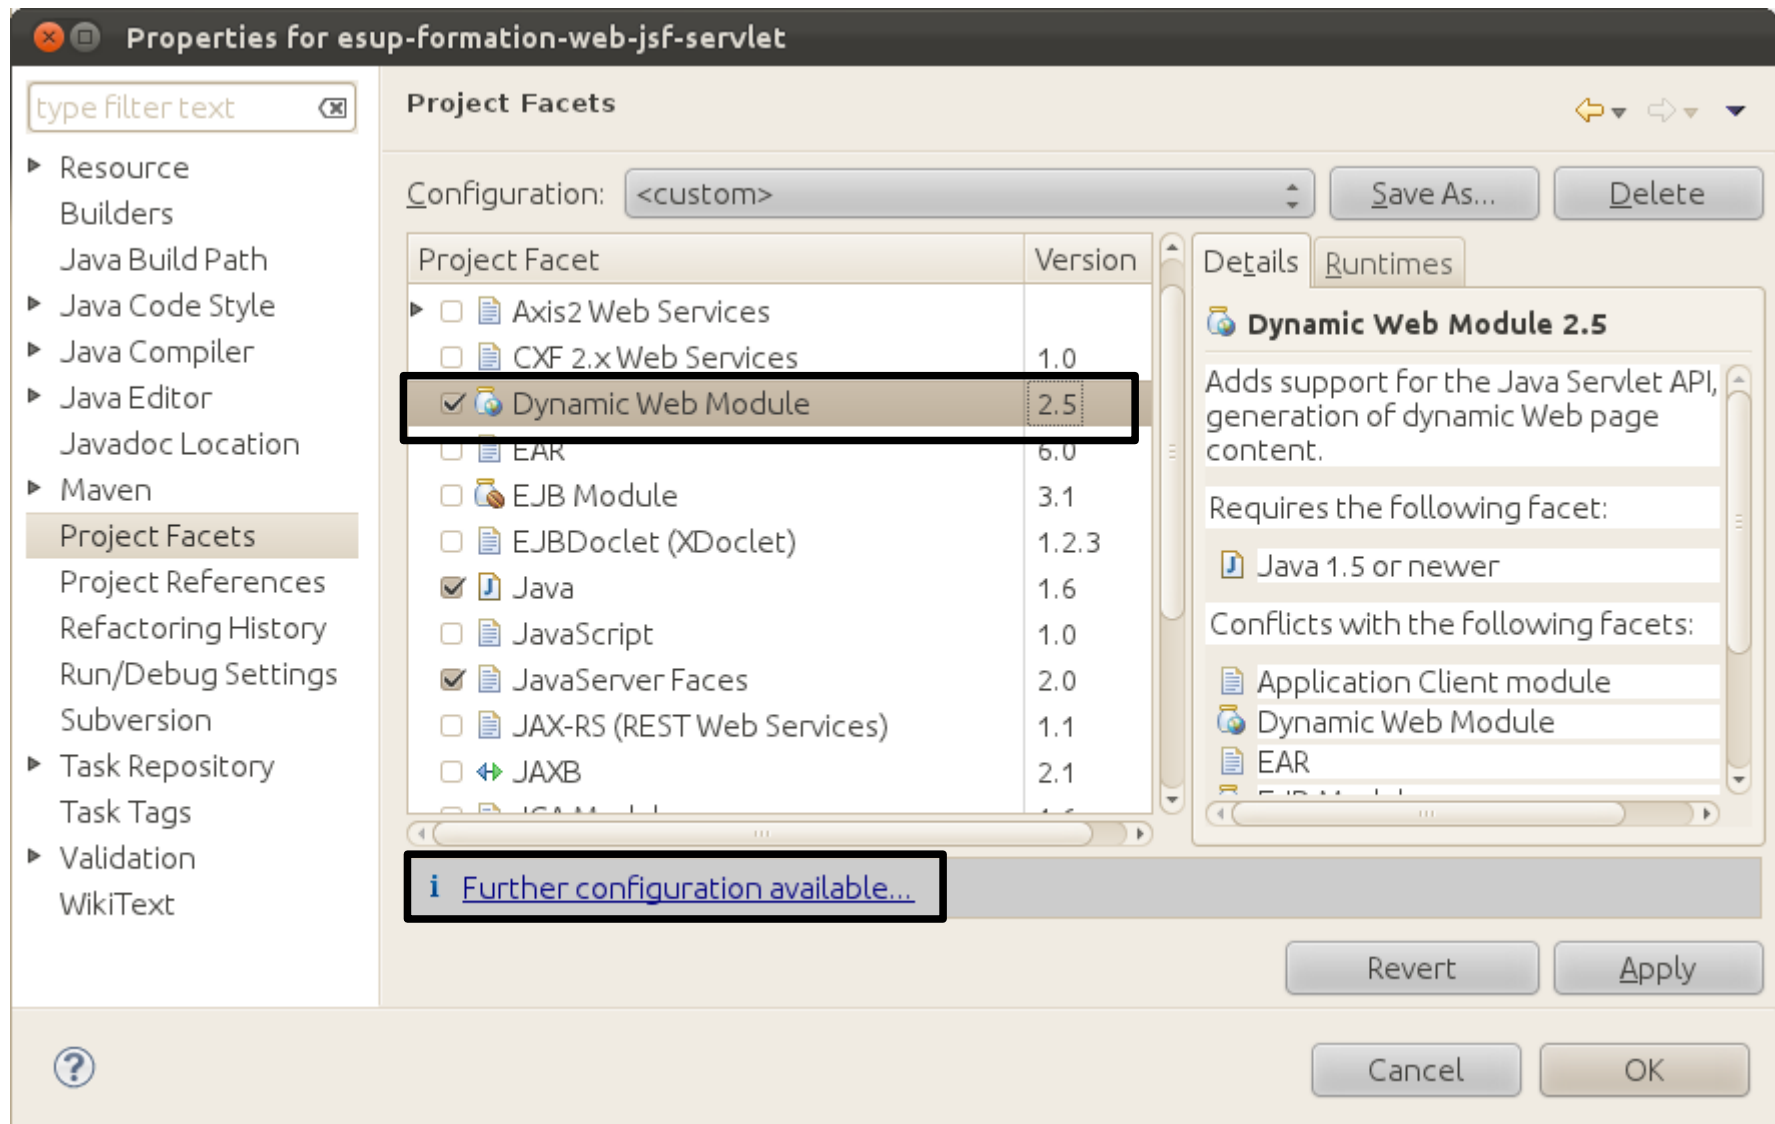 Properties for esup-formation-web-jsf-servlet
type filter text
Project Facets
Resource
Builders
Java Build Path
Java Code Style
Java Compiler
Java Editor
Javadoc Location
Maven
Project Facets
Project References
Refactoring History
Run/Debug Settings
Subversion
Task Repository
Task Tags
Validation
WikiText
Configuration: <custom> Save As... Delete
Project Facet Version
Axis2 Web Services
CXF 2.x Web Services 1.0
Dynamic Web Module 2.5
EAR 6.0
EJB Module 3.1
EJBDoclet (XDoclet) 1.2.3
Java 1.6
JavaScript 1.0
JavaServer Faces 2.0
JAX-RS (REST Web Services) 1.1
JAXB 2.1
Details Runtimes
Dynamic Web Module 2.5
Adds support for the Java Servlet API,
generation of dynamic Web page
content.
Requires the following facet:
Java 1.5 or newer
Conflicts with the following facets:
Application Client module
Dynamic Web Module
EAR
i Further configuration available...
Revert Apply
? Cancel OK